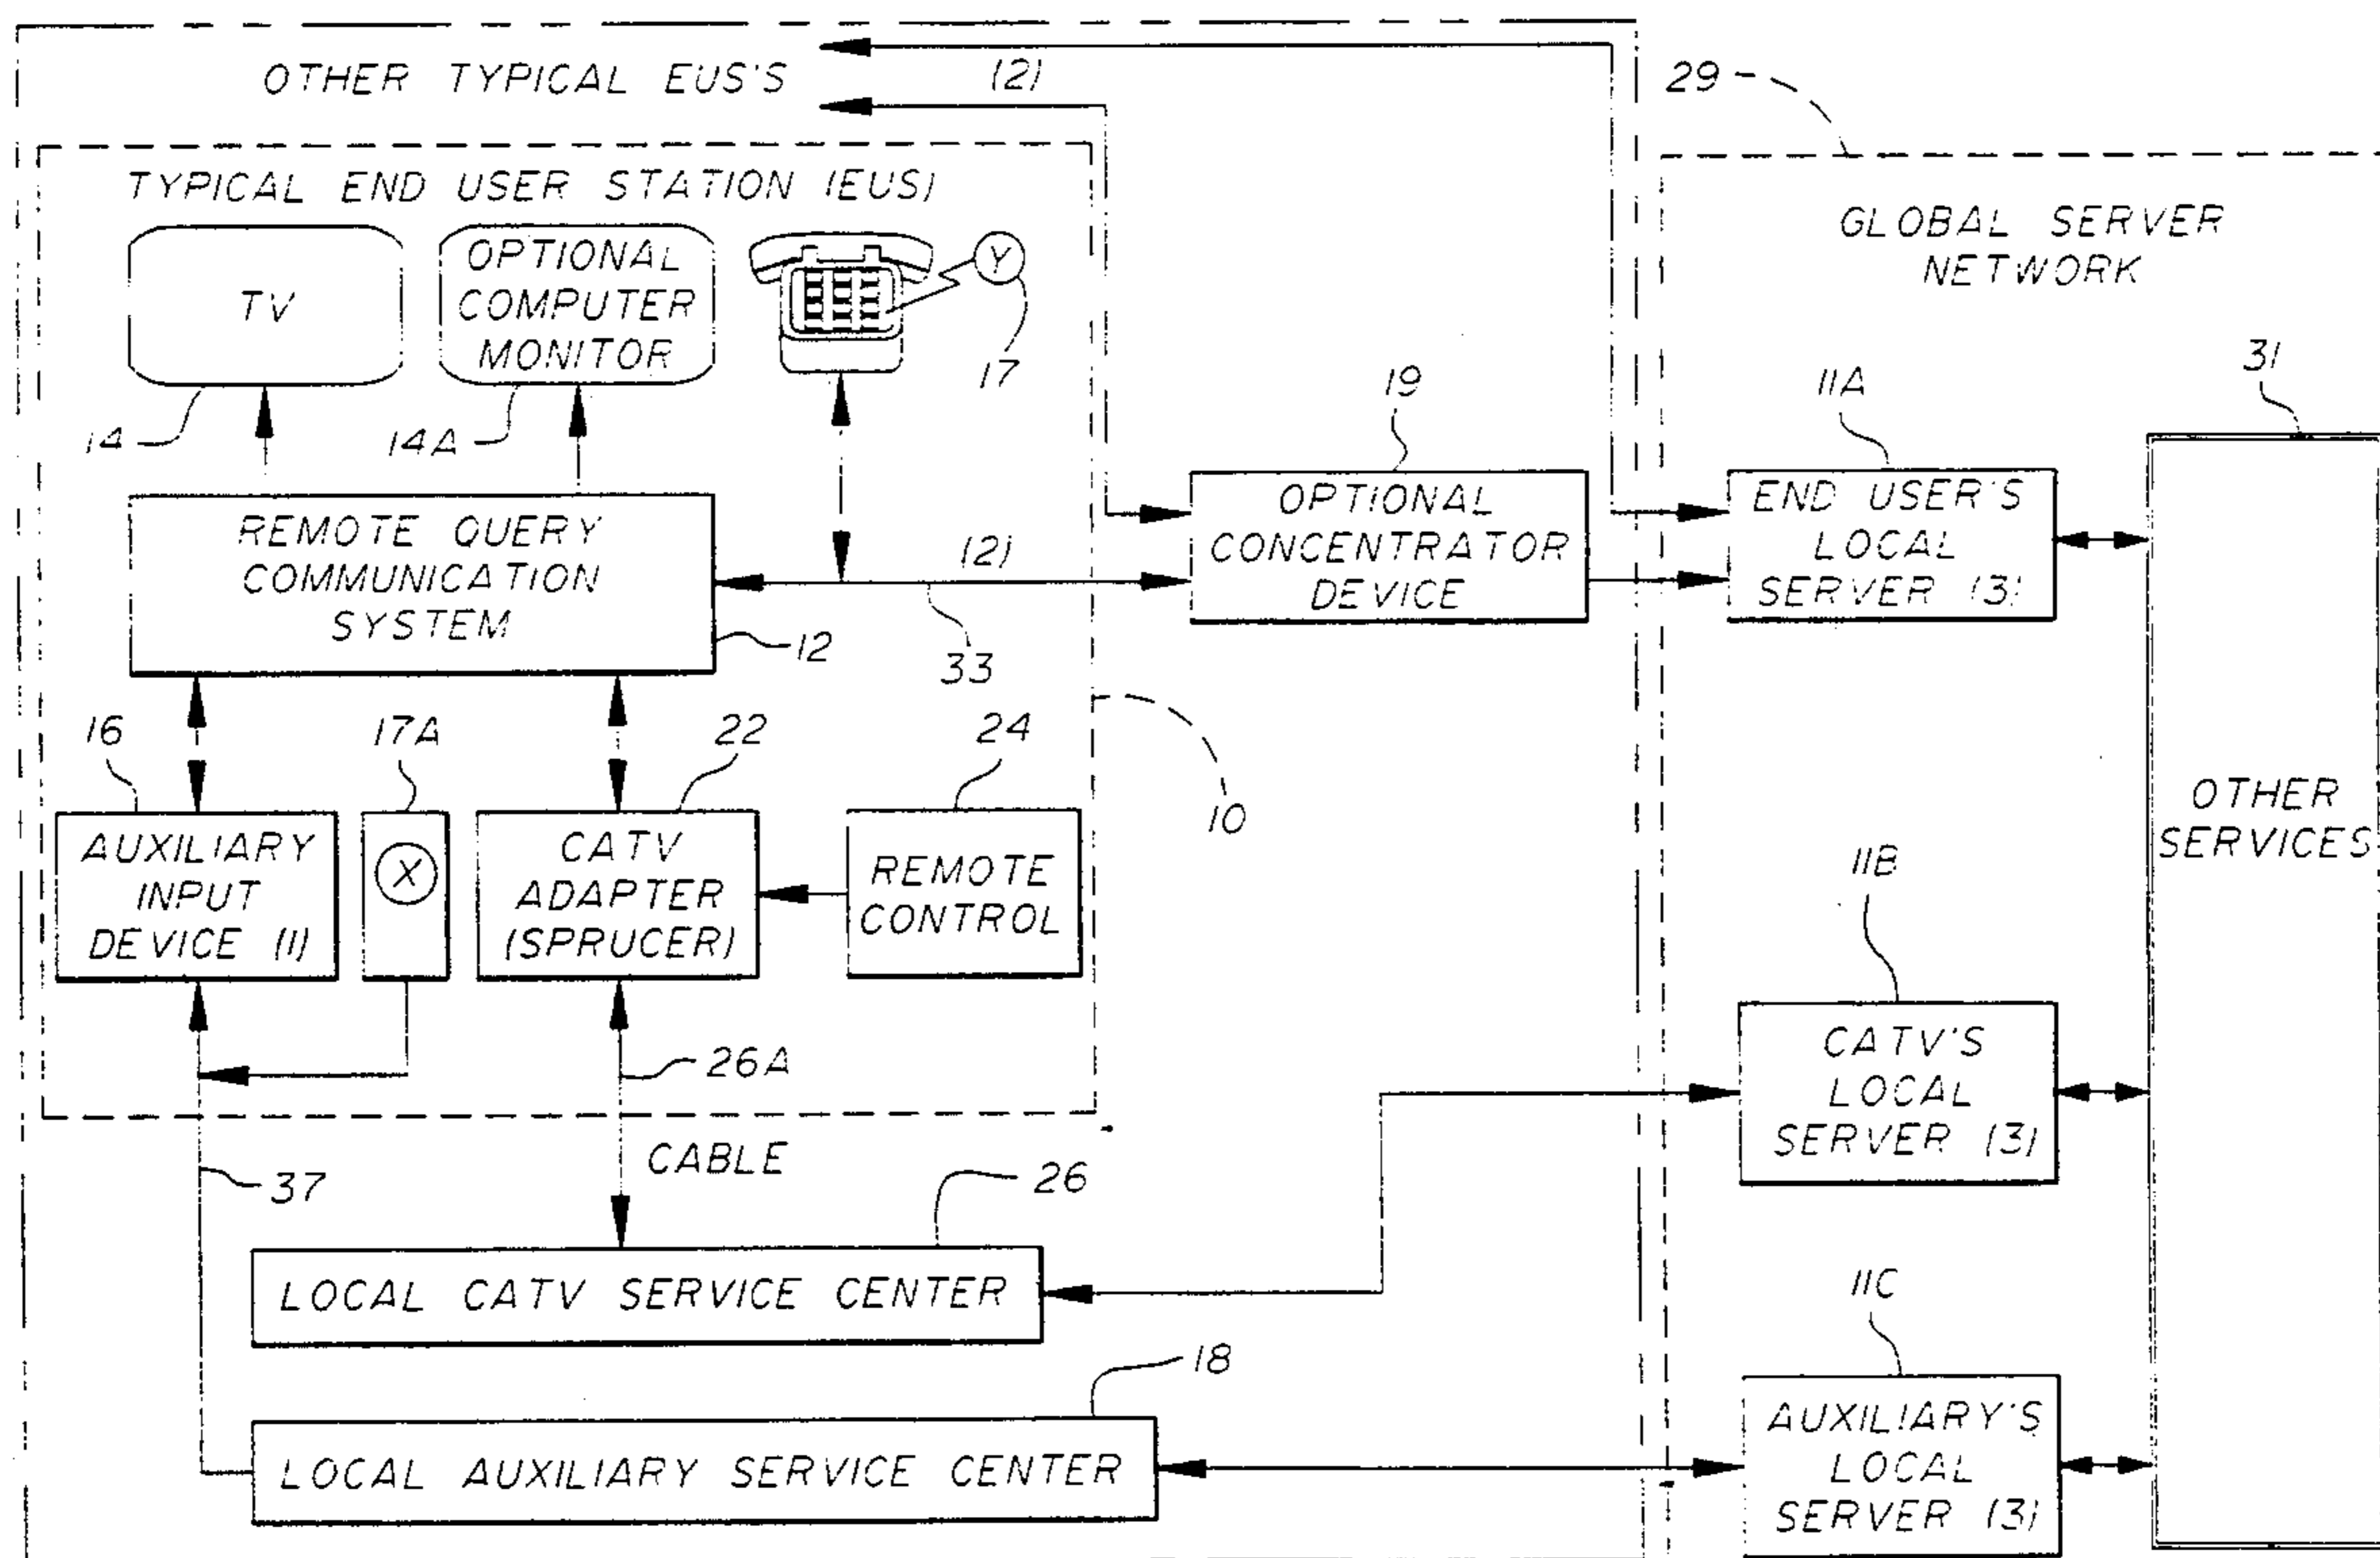 OTHER TYPICAL EUS'S
(2)
29
TYPICAL END USER STATION (EUS)
GLOBAL SERVER
NETWORK
TV
OPTIONAL
COMPUTER
MONITOR
Y
17
14
14A
19
11A
31
REMOTE QUERY
COMMUNICATION
SYSTEM
12
(2)
33
OPTIONAL
CONCENTRATOR
DEVICE
END USER'S
LOCAL
SERVER (3)
10
16
17A
22
24
AUXILIARY
INPUT
DEVICE (1)
X
CATV
ADAPTER
(SPRUCER)
REMOTE
CONTROL
OTHER
SERVICES
11B
26A
CATV'S
LOCAL
SERVER (3)
CABLE
37
26
LOCAL CATV SERVICE CENTER
11C
18
LOCAL AUXILIARY SERVICE CENTER
AUXILIARY'S
LOCAL
SERVER (3)